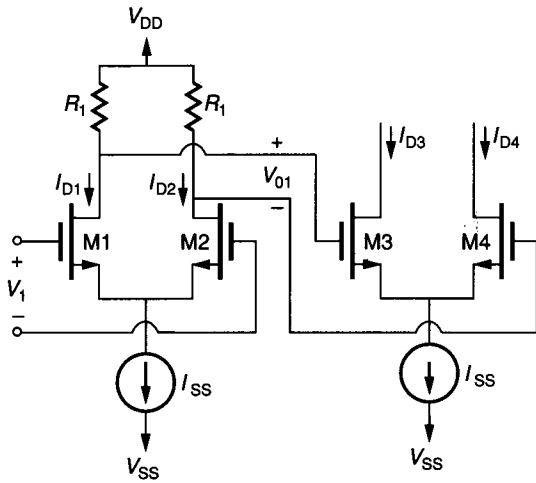 V_DD
R_1 R_1
I_D3 I_D4
I_D1 I_D2 + V_01 −
M1 M2 M3 M4
+ V_1 −
I_SS I_SS
V_SS V_SS